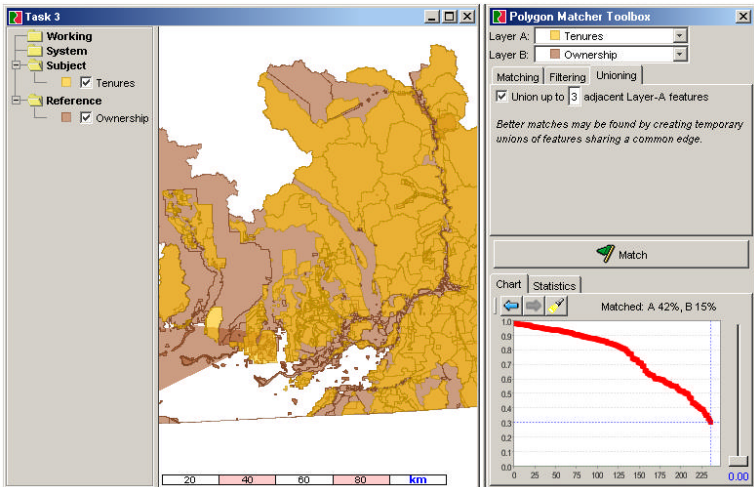 Task 3
Working
System
Subject
Tenures
Reference
Ownership
20 40 60 80 km
Polygon Matcher Toolbox
Layer A: Tenures
Layer B: Ownership
Matching Filtering Unioning
Union up to 3 adjacent Layer-A features
Better matches may be found by creating temporary
unions of features sharing a common edge.
Match
Chart Statistics
Matched: A 42%, B 15%
1.0
0.9
0.8
0.7
0.6
0.5
0.4
0.3
0.2
0.1
0.0
0 25 50 75 100 125 150 175 200 225
0.00